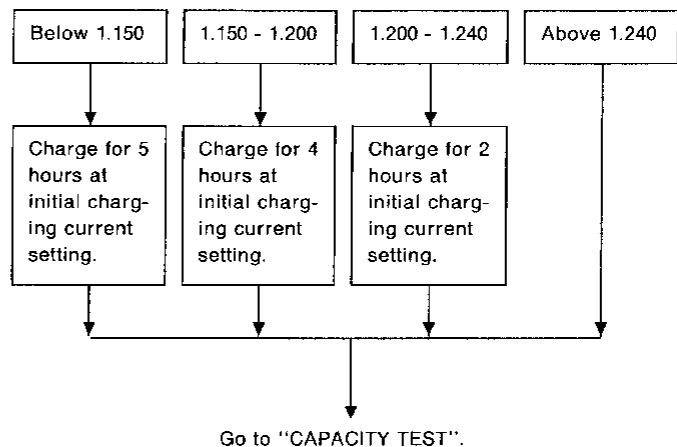 Below 1.150
1.150 - 1.200
1.200 - 1.240
Above 1.240
Charge for 5
hours at
initial charg-
ing current
setting.
Charge for 4
hours at
initial charg-
ing current
setting.
Charge for 2
hours at
initial charg-
ing current
setting.
Go to "CAPACITY TEST".